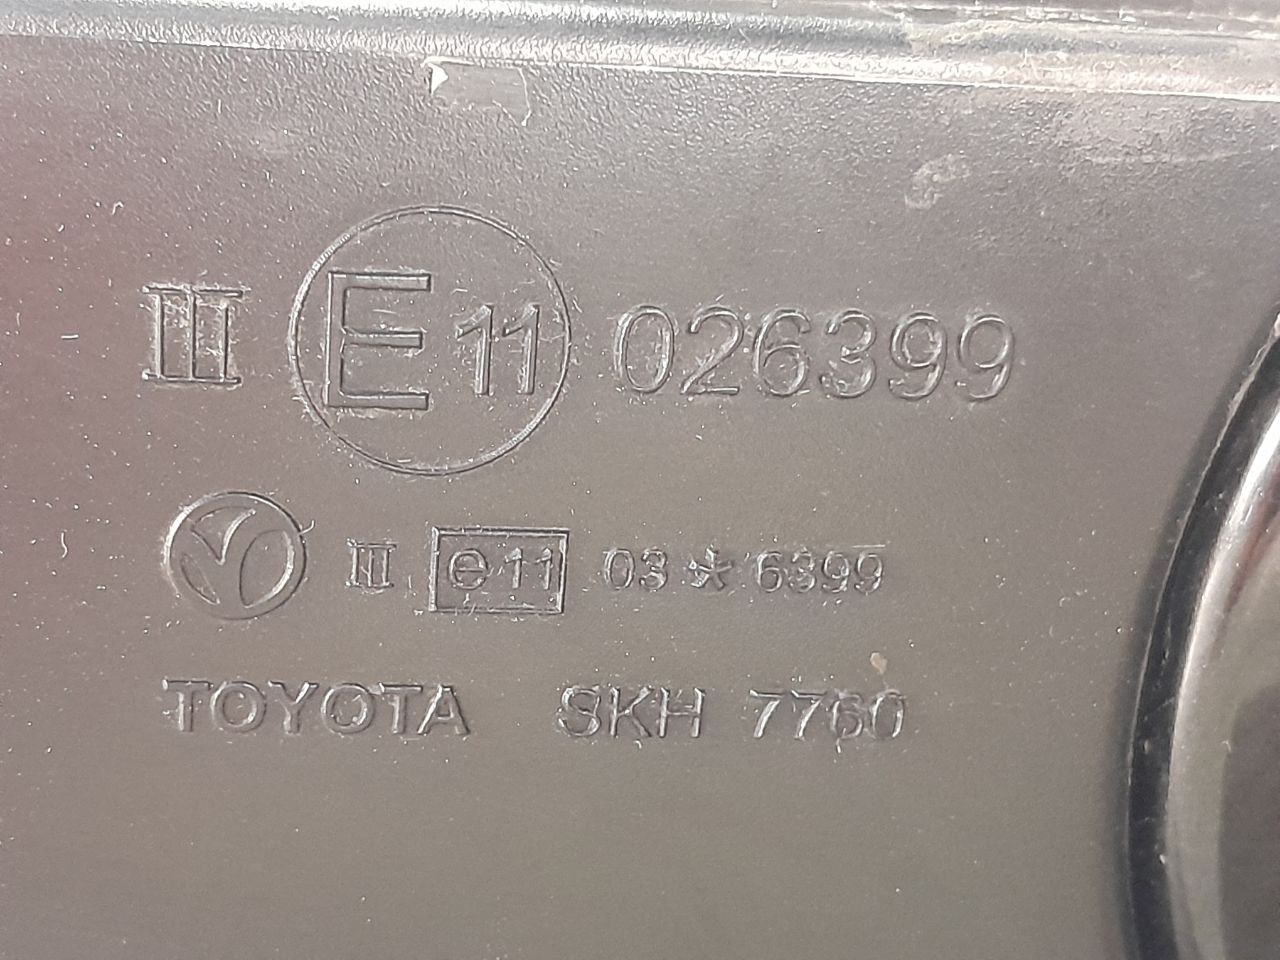 III E11 026399
III e11 03*6399
TOYOTA SKH 7760